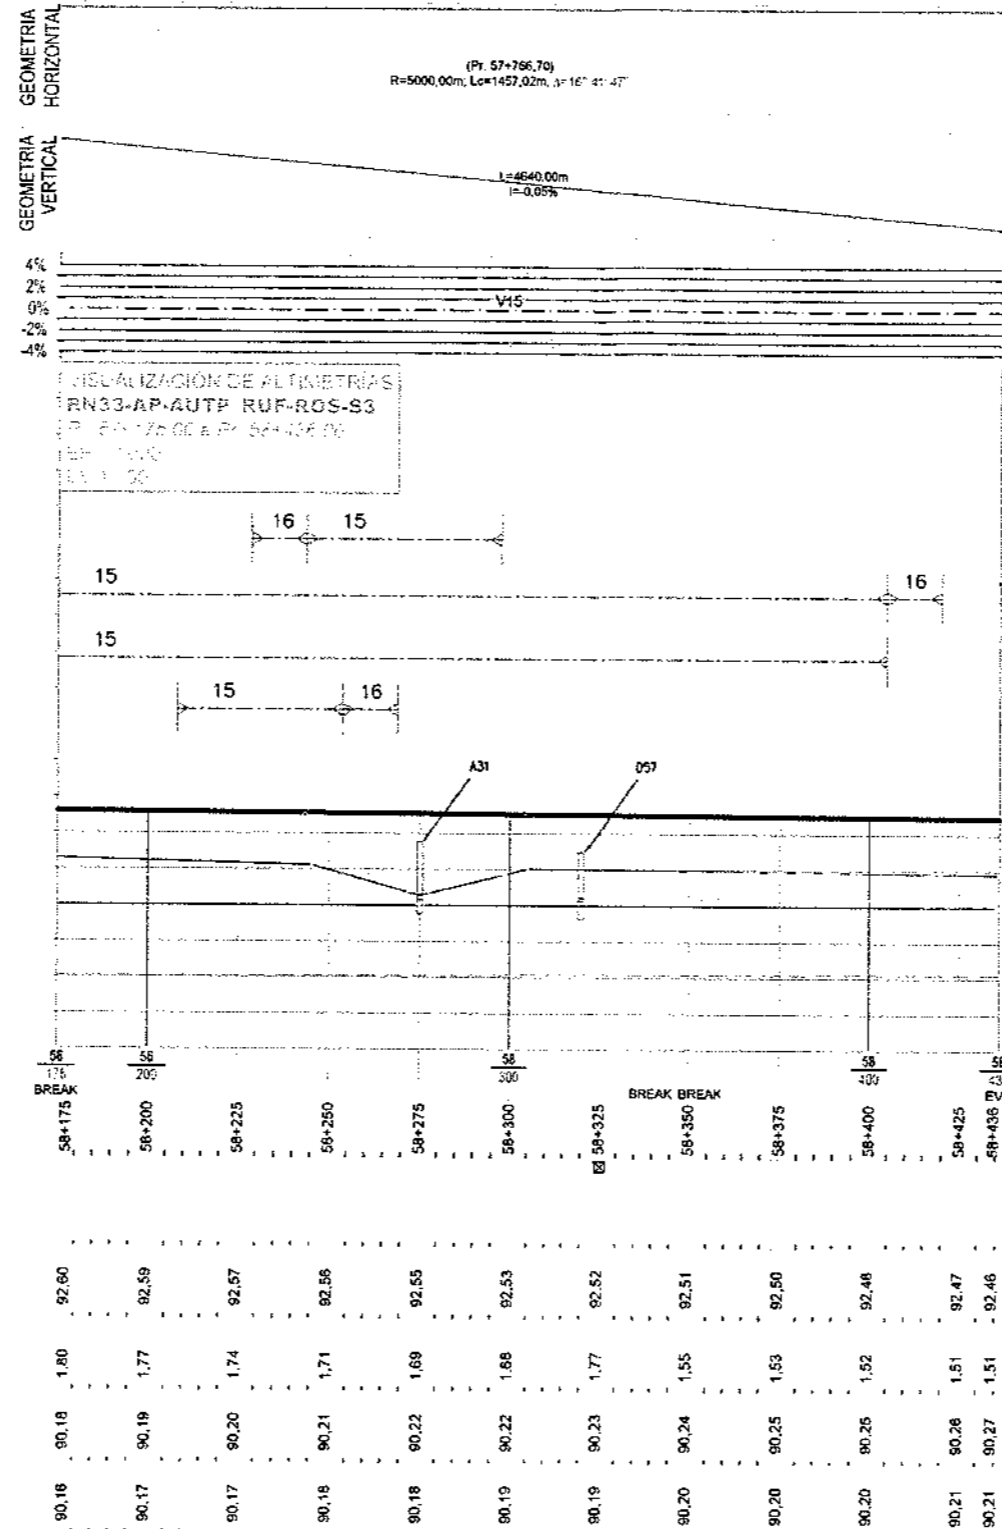 GEOMETRIA HORIZONTAL
(Pr. 57+766,70)
R=5000,00m; Lc=1457,02m, Δ=16° 41' 47"
GEOMETRIA VERTICAL
L=4640.00m
I=-0,05%
4%
2%
0%
-2%
-4%
V15
VISUALIZACIÓN DE ALTIMETRÍAS
RN33-AP-AUTP RUF-ROS-S3
16 15
15 16
15
15 16
A31
58 175
58 200
58 300
58 400
BREAK
BREAK BREAK
58+175 58+200 58+225 58+250 58+275 58+300 58+325 58+350 58+375 58+400 58+425 58+436
92,60 92,59 92,57 92,56 92,55 92,53 92,52 92,51 92,50 92,48 92,47 92,46
1,80 1,77 1,74 1,71 1,69 1,68 1,77 1,55 1,53 1,52 1,51 1,51
90,18 90,19 90,20 90,21 90,22 90,22 90,23 90,24 90,25 90,25 90,26 90,27
90,16 90,17 90,17 90,18 90,18 90,19 90,19 90,20 90,20 90,20 90,21 90,21